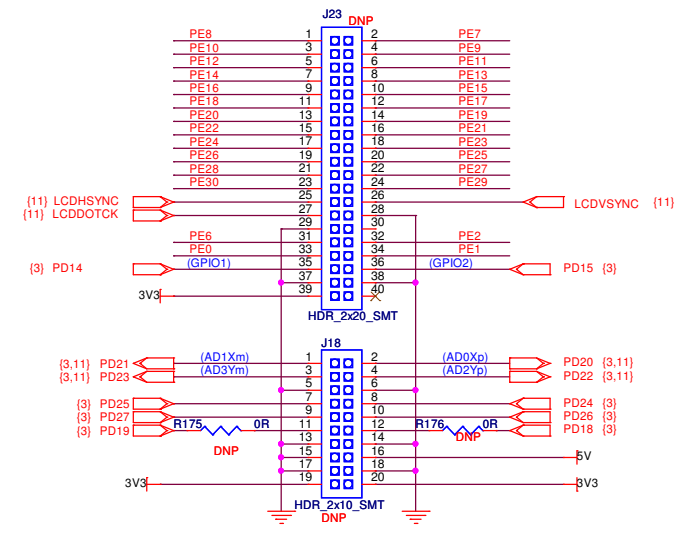 J23
DNP
PE8 1 2 PE7
PE10 3 4 PE9
PE12 5 6 PE11
PE14 7 8 PE13
PE16 9 10 PE15
PE18 11 12 PE17
PE20 13 14 PE19
PE22 15 16 PE21
PE24 17 18 PE23
PE26 19 20 PE25
PE28 21 22 PE27
PE30 23 24 PE29
{11} LCDHSYNC 25 26 LCDVSYNC {11}
{11} LCDDOTCK 27 28
29 30
PE6 31 32 PE2
PE0 33 34 PE1
{3} PD14 (GPIO1) 35 36 (GPIO2) PD15 {3}
37 38
3V3 39 40
HDR_2x20_SMT
J18
{3,11} PD21 (AD1Xm) 1 2 (AD0Xp) PD20 {3,11}
{3,11} PD23 (AD3Ym) 3 4 (AD2Yp) PD22 {3,11}
5 6
{3} PD25 7 8 PD24 {3}
{3} PD27 9 10 PD26 {3}
{3} PD19 R175 0R 11 12 R176 0R PD18 {3}
DNP 13 14 DNP
15 16 5V
17 18
3V3 19 20 3V3
HDR_2x10_SMT
DNP